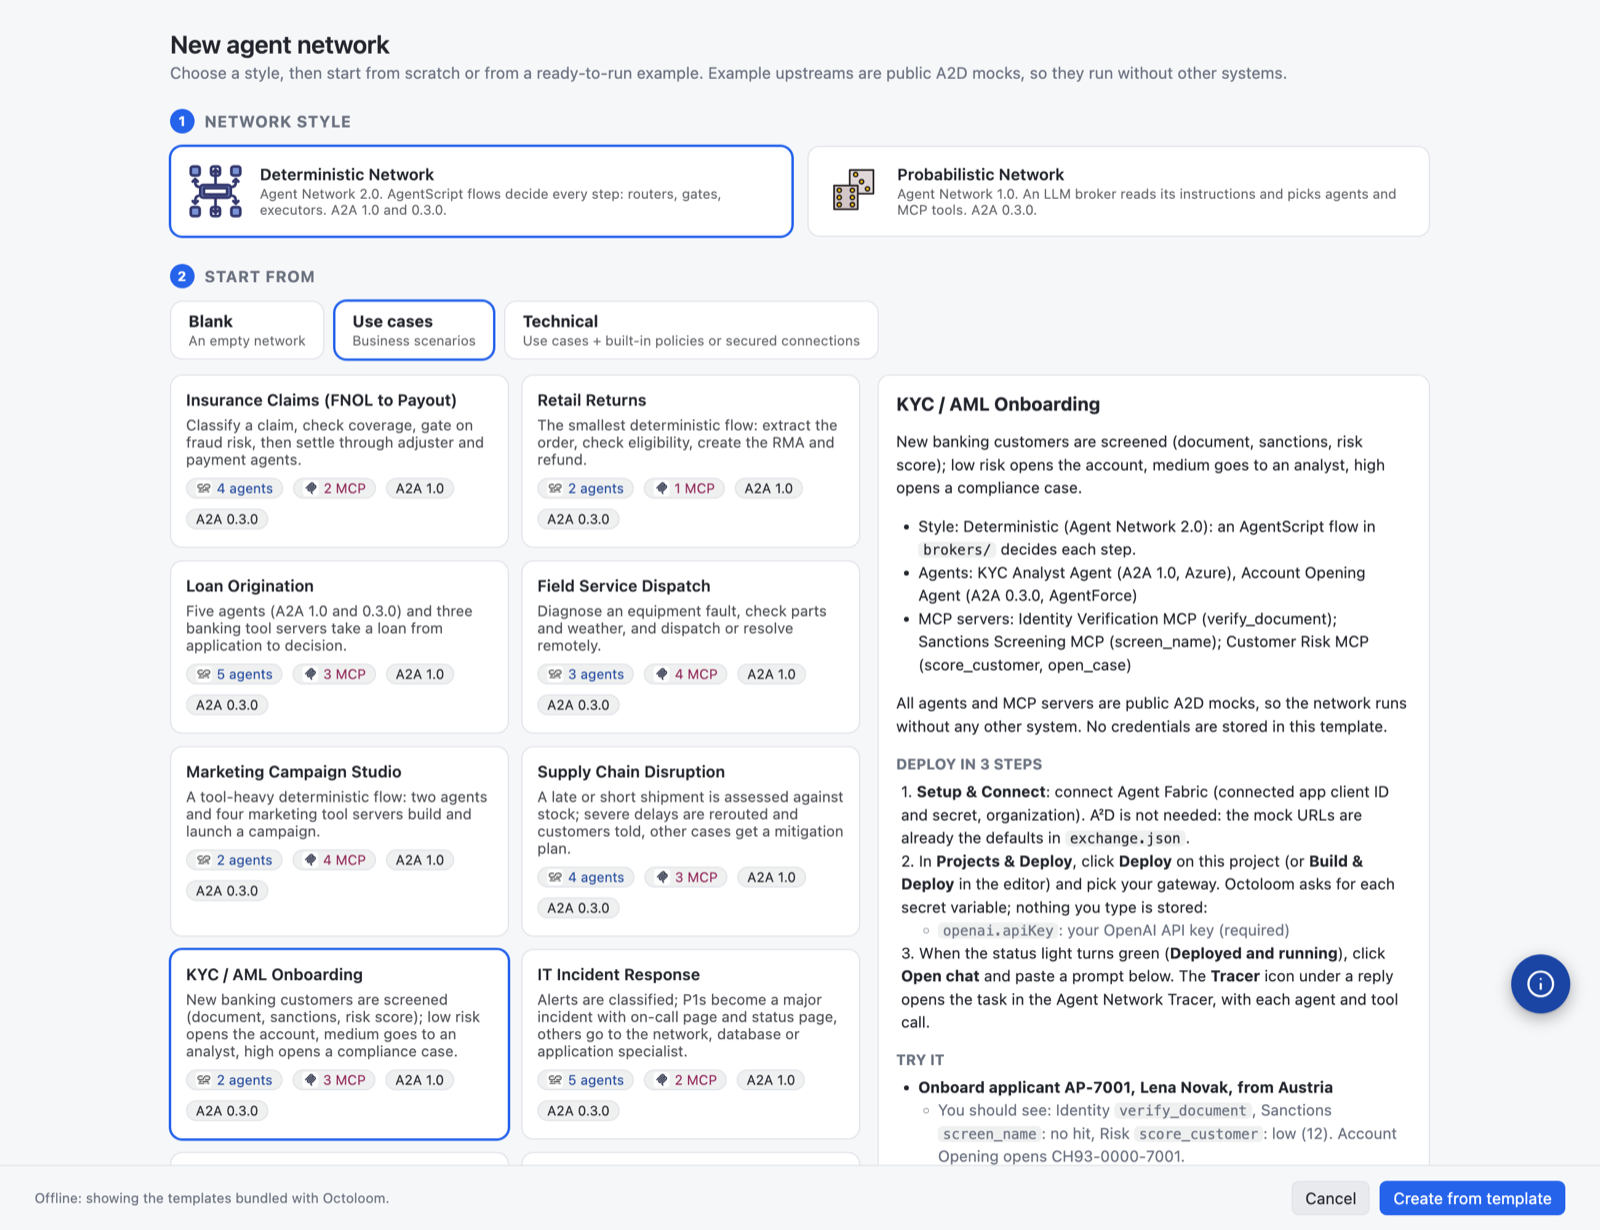 New agent network
Choose a style, then start from scratch or from a ready-to-run example. Example upstreams are public A2D mocks, so they run without other systems.
1 NETWORK STYLE
Deterministic Network
Agent Network 2.0. AgentScript flows decide every step: routers, gates,
executors. A2A 1.0 and 0.3.0.
Probabilistic Network
Agent Network 1.0. An LLM broker reads its instructions and picks agents and
MCP tools. A2A 0.3.0.
2 START FROM
Blank
An empty network
Use cases
Business scenarios
Technical
Use cases + built-in policies or secured connections
Insurance Claims (FNOL to Payout)
Classify a claim, check coverage, gate on
fraud risk, then settle through adjuster and
payment agents.
4 agents 2 MCP A2A 1.0
A2A 0.3.0
Retail Returns
The smallest deterministic flow: extract the
order, check eligibility, create the RMA and
refund.
2 agents 1 MCP A2A 1.0
A2A 0.3.0
Loan Origination
Five agents (A2A 1.0 and 0.3.0) and three
banking tool servers take a loan from
application to decision.
5 agents 3 MCP A2A 1.0
A2A 0.3.0
Field Service Dispatch
Diagnose an equipment fault, check parts
and weather, and dispatch or resolve
remotely.
3 agents 4 MCP A2A 1.0
A2A 0.3.0
Marketing Campaign Studio
A tool-heavy deterministic flow: two agents
and four marketing tool servers build and
launch a campaign.
2 agents 4 MCP A2A 1.0
A2A 0.3.0
Supply Chain Disruption
A late or short shipment is assessed against
stock; severe delays are rerouted and
customers told, other cases get a mitigation
plan.
4 agents 3 MCP A2A 1.0
A2A 0.3.0
KYC / AML Onboarding
New banking customers are screened
(document, sanctions, risk score); low risk
opens the account, medium goes to an
analyst, high opens a compliance case.
2 agents 3 MCP A2A 1.0
A2A 0.3.0
IT Incident Response
Alerts are classified; P1s become a major
incident with on-call page and status page,
others go to the network, database or
application specialist.
5 agents 2 MCP A2A 1.0
A2A 0.3.0
KYC / AML Onboarding
New banking customers are screened (document, sanctions, risk
score); low risk opens the account, medium goes to an analyst, high
opens a compliance case.
• Style: Deterministic (Agent Network 2.0): an AgentScript flow in
brokers/ decides each step.
• Agents: KYC Analyst Agent (A2A 1.0, Azure), Account Opening
Agent (A2A 0.3.0, AgentForce)
• MCP servers: Identity Verification MCP (verify_document);
Sanctions Screening MCP (screen_name); Customer Risk MCP
(score_customer, open_case)
All agents and MCP servers are public A2D mocks, so the network runs
without any other system. No credentials are stored in this template.
DEPLOY IN 3 STEPS
1. Setup & Connect: connect Agent Fabric (connected app client ID
and secret, organization). A²D is not needed: the mock URLs are
already the defaults in exchange.json.
2. In Projects & Deploy, click Deploy on this project (or Build &
Deploy in the editor) and pick your gateway. Octoloom asks for each
secret variable; nothing you type is stored:
◦ openai.apiKey: your OpenAI API key (required)
3. When the status light turns green (Deployed and running), click
Open chat and paste a prompt below. The Tracer icon under a reply
opens the task in the Agent Network Tracer, with each agent and tool
call.
TRY IT
• Onboard applicant AP-7001, Lena Novak, from Austria
◦ You should see: Identity verify_document, Sanctions
screen_name: no hit, Risk score_customer: low (12). Account
Opening opens CH93-0000-7001.
Offline: showing the templates bundled with Octoloom.
Cancel
Create from template